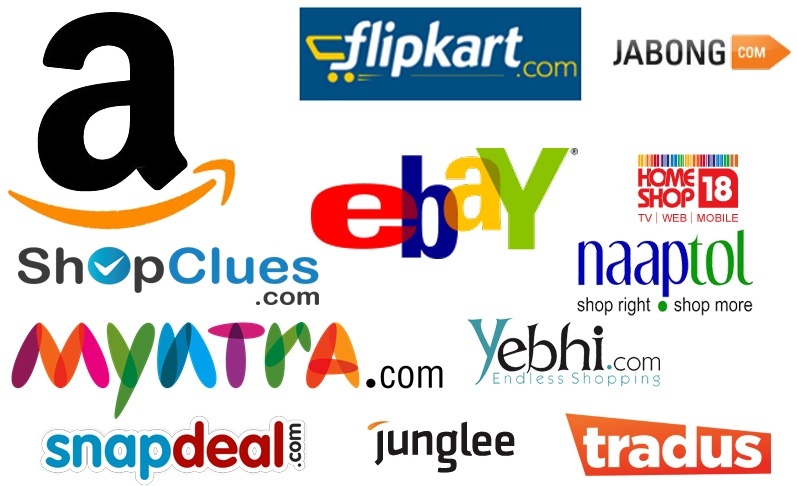 a
flipkart.com
JABONG COM
ebaY®
HOME
SHOP 18
TV | WEB | MOBILE
ShopClues
.com
naaptol
shop right • shop more
myntra.com
Yebhi.com
Endless Shopping
snapdeal.com
junglee
tradus